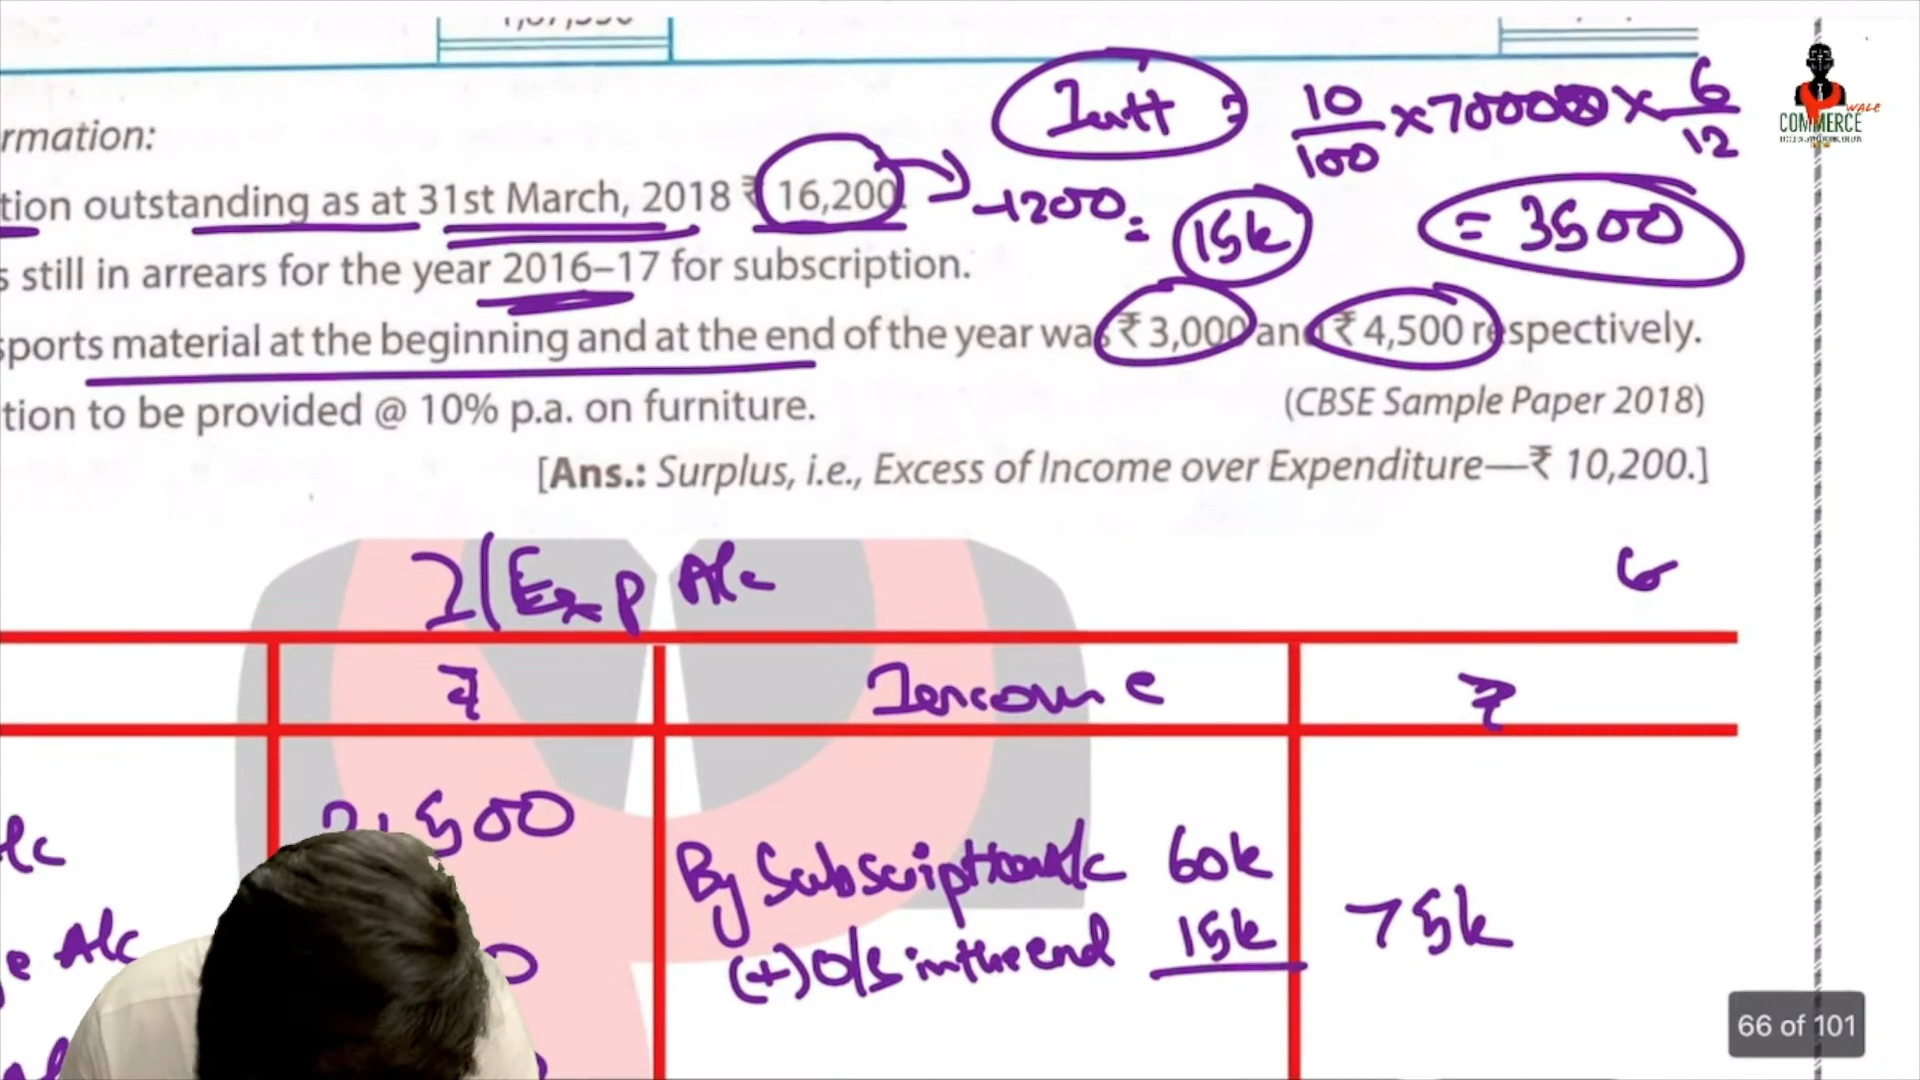 Intt = 10/100 × 70000 × 6/12
WALE
COMMERCE
rmation:
tion outstanding as at 31st March, 2018 ₹ 16,200.
-1200 = 15k
= 3500
s still in arrears for the year 2016–17 for subscription.
sports material at the beginning and at the end of the year was ₹ 3,000 and ₹ 4,500 respectively.
tion to be provided @ 10% p.a. on furniture.
(CBSE Sample Paper 2018)
[Ans.: Surplus, i.e., Excess of Income over Expenditure—₹ 10,200.]
I/Exp A/c
₹ Income ₹
A/c
500
By Subscription A/c 60k
e A/c
(+) O/S in the end 15k 75k
66 of 101